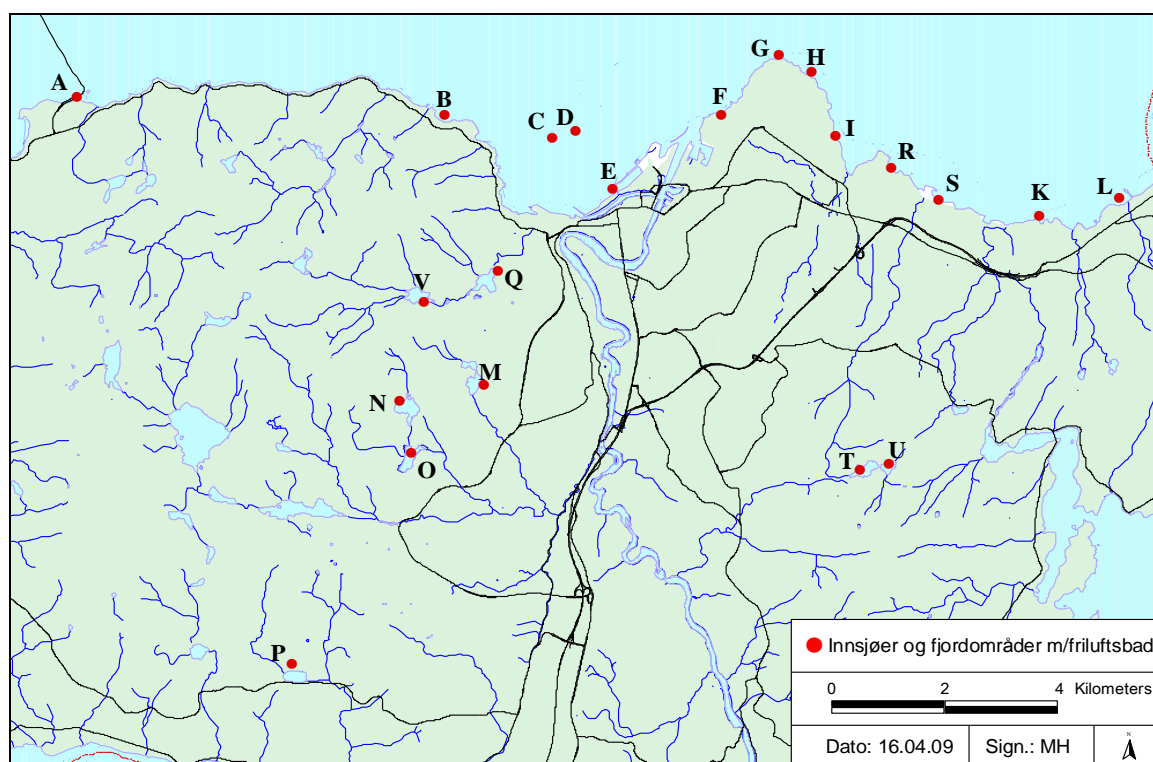 G
H
A
B
F
D
C
I
R
E
S
K
L
Q
V
M
N
O
T
U
P
Innsjøer og fjordområder m/friluftsbad
0 2 4 Kilometers
Dato: 16.04.09 Sign.: MH
N